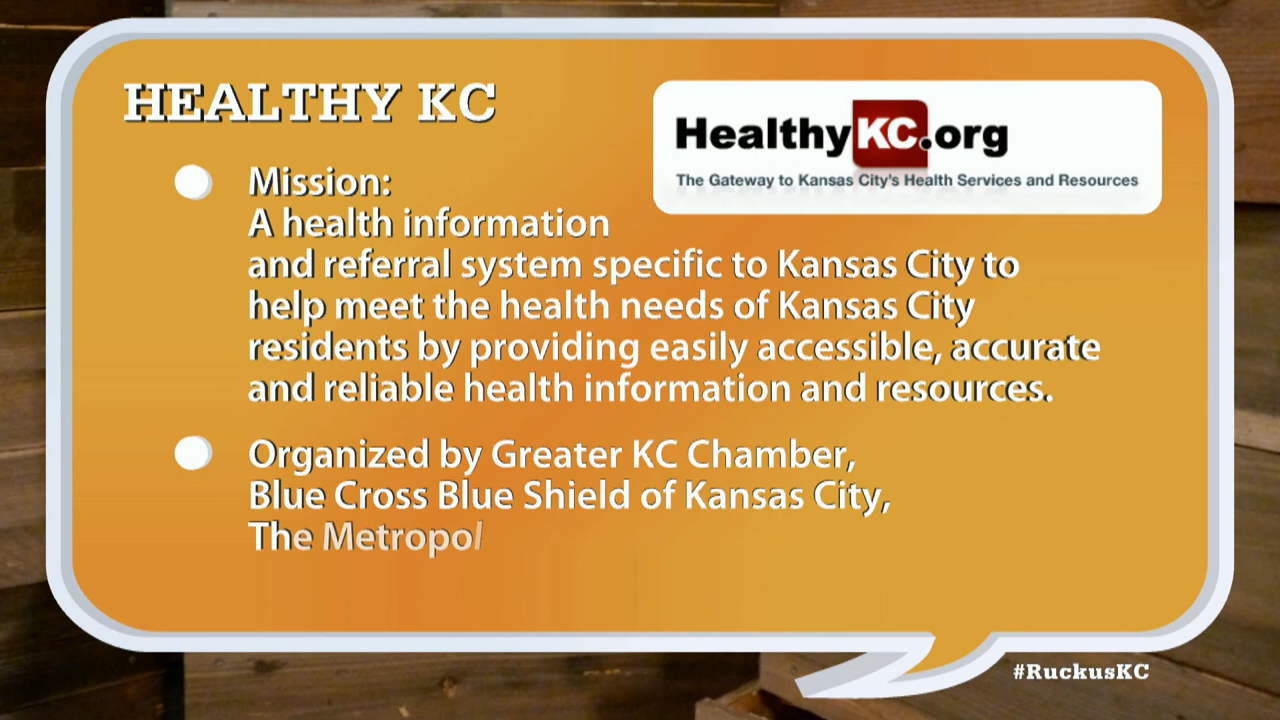 HEALTHY KC
HealthyKC.org
The Gateway to Kansas City's Health Services and Resources
Mission:
A health information
and referral system specific to Kansas City to
help meet the health needs of Kansas City
residents by providing easily accessible, accurate
and reliable health information and resources.
Organized by Greater KC Chamber,
Blue Cross Blue Shield of Kansas City,
The Metropol
#RuckusKC